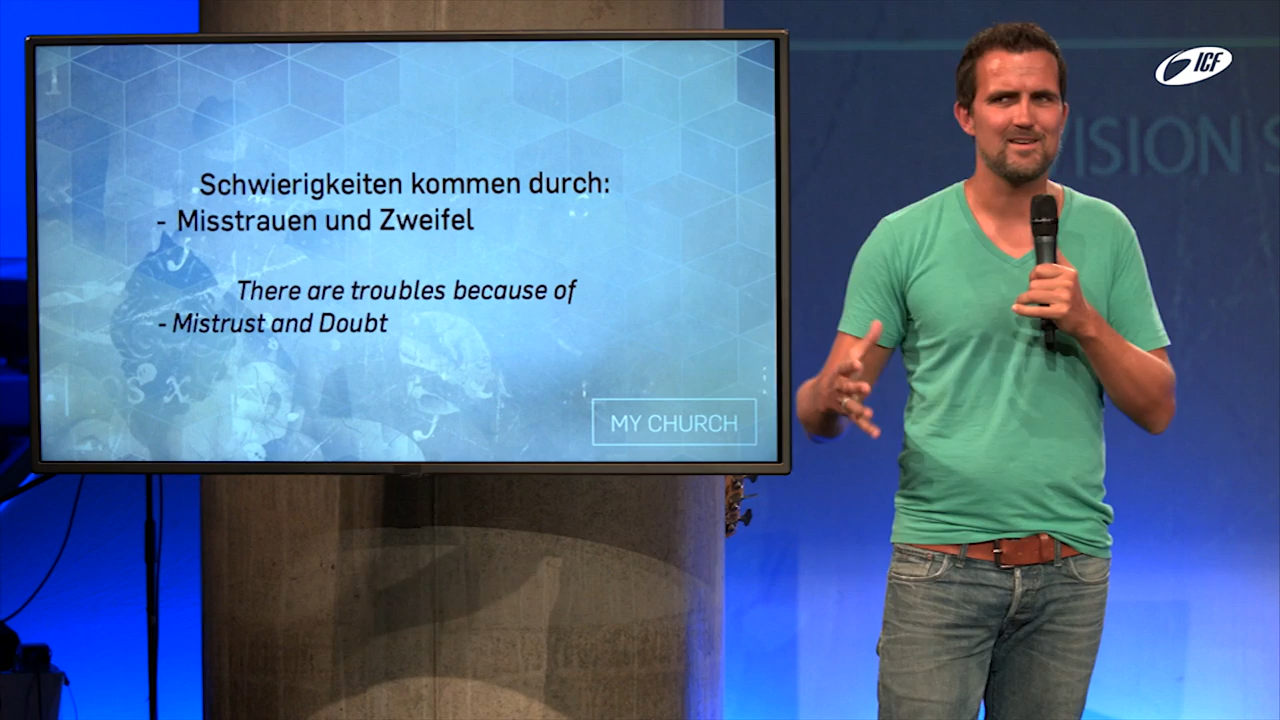 Schwierigkeiten kommen durch:
- Misstrauen und Zweifel
There are troubles because of
- Mistrust and Doubt
MY CHURCH
ICF
VISION S